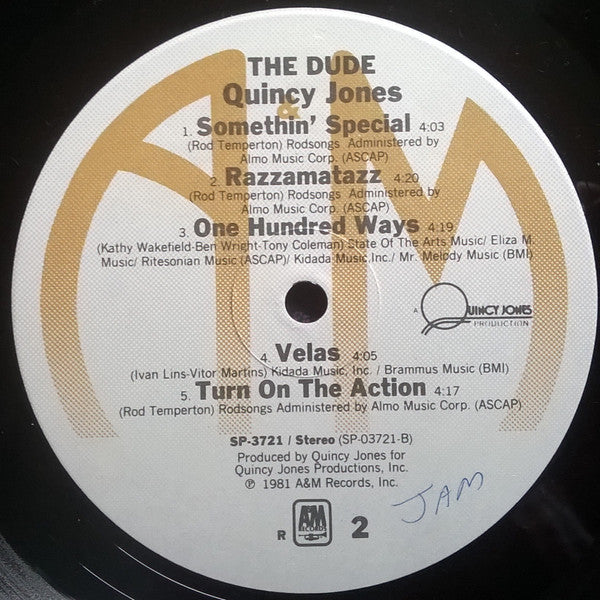 THE DUDE
Quincy Jones
1. Somethin' Special 4:03
(Rod Temperton) Rodsongs Administered by
Almo Music Corp. (ASCAP)
2. Razzamatazz 4:20
(Rod Temperton) Rodsongs Administered by
Almo Music Corp. (ASCAP)
3. One Hundred Ways 4:19
(Kathy Wakefield-Ben Wright-Tony Coleman) State Of The Arts Music/ Eliza M.
Music/ Ritesonian Music (ASCAP)/ Kidada Music,Inc./ Mr. Melody Music (BMI)
A QUINCY JONES
PRODUCTION
4. Velas 4:05
(Ivan Lins-Vitor Martins) Kidada Music, Inc. / Brammus Music (BMI)
5. Turn On The Action 4:17
(Rod Temperton) Rodsongs Administered by Almo Music Corp. (ASCAP)
SP-3721 / Stereo (SP-03721-B)
Produced by Quincy Jones for
Quincy Jones Productions, Inc.
℗ 1981 A&M Records, Inc.
JAM
R A&M RECORDS 2